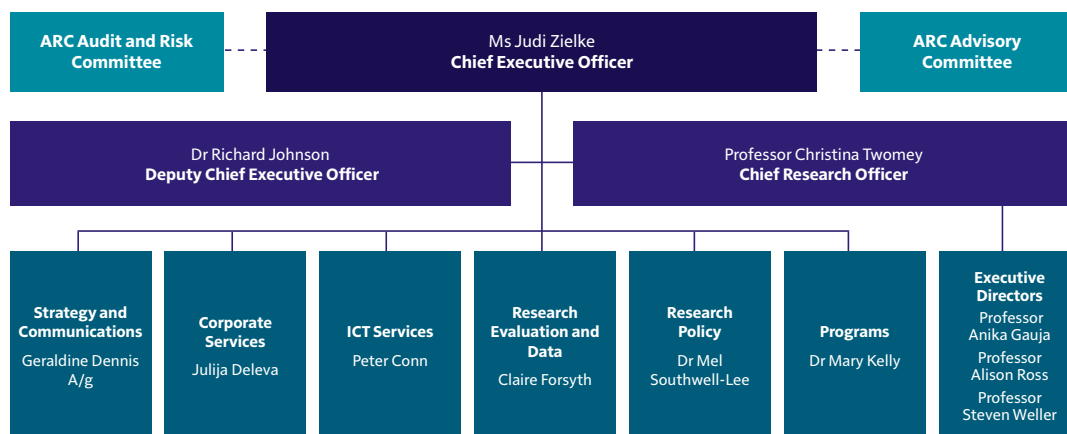 ARC Audit and Risk
Committee
Ms Judi Zielke
Chief Executive Officer
ARC Advisory
Committee
Dr Richard Johnson
Deputy Chief Executive Officer
Professor Christina Twomey
Chief Research Officer
Strategy and
Communications
Geraldine Dennis
A/g
Corporate
Services
Julija Deleva
ICT Services
Peter Conn
Research
Evaluation and
Data
Claire Forsyth
Research
Policy
Dr Mel
Southwell-Lee
Programs
Dr Mary Kelly
Executive
Directors
Professor
Anika Gauja
Professor
Alison Ross
Professor
Steven Weller